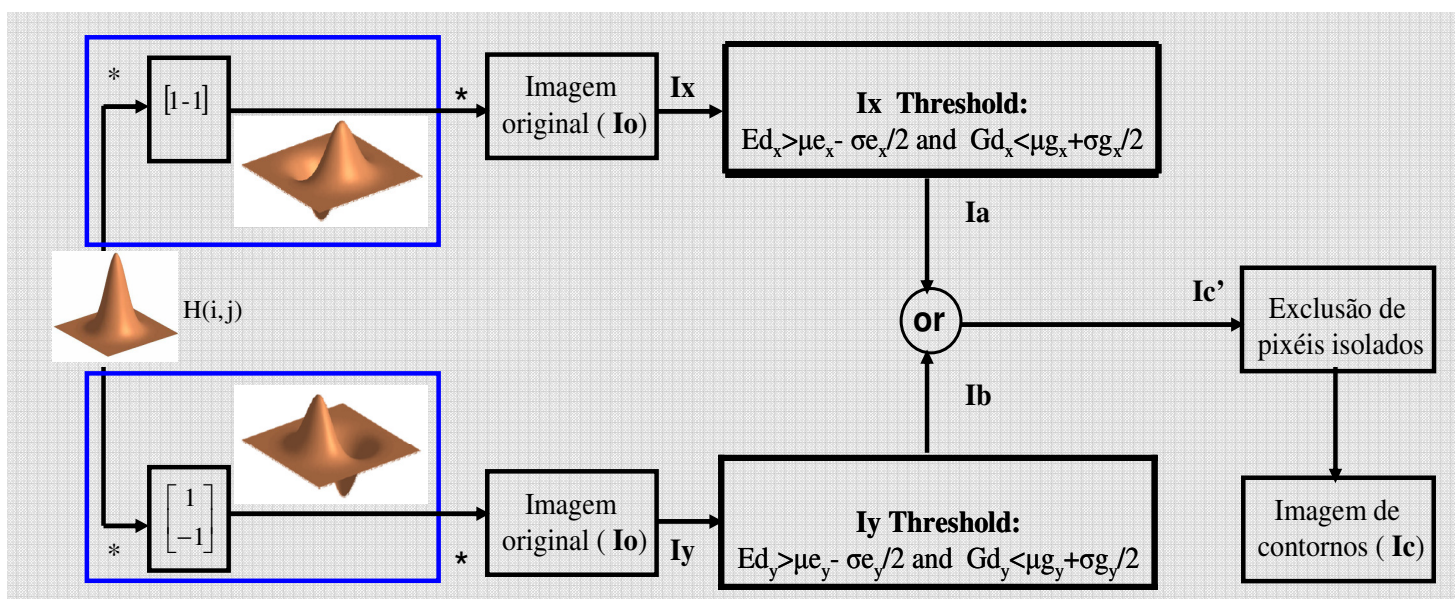 *
[1-1]
*
Imagem
original ( Io)
Ix
Ix Threshold:
Edx>μex- σex/2 and Gdx<μgx+σgx/2
Ia
H(i,j)
or
Ic’
Exclusão de
pixéis isolados
Ib
*
[ 1
−1 ]
*
Imagem
original ( Io)
Iy
Iy Threshold:
Edy>μey- σey/2 and Gdy<μgy+σgy/2
Imagem de
contornos ( Ic)